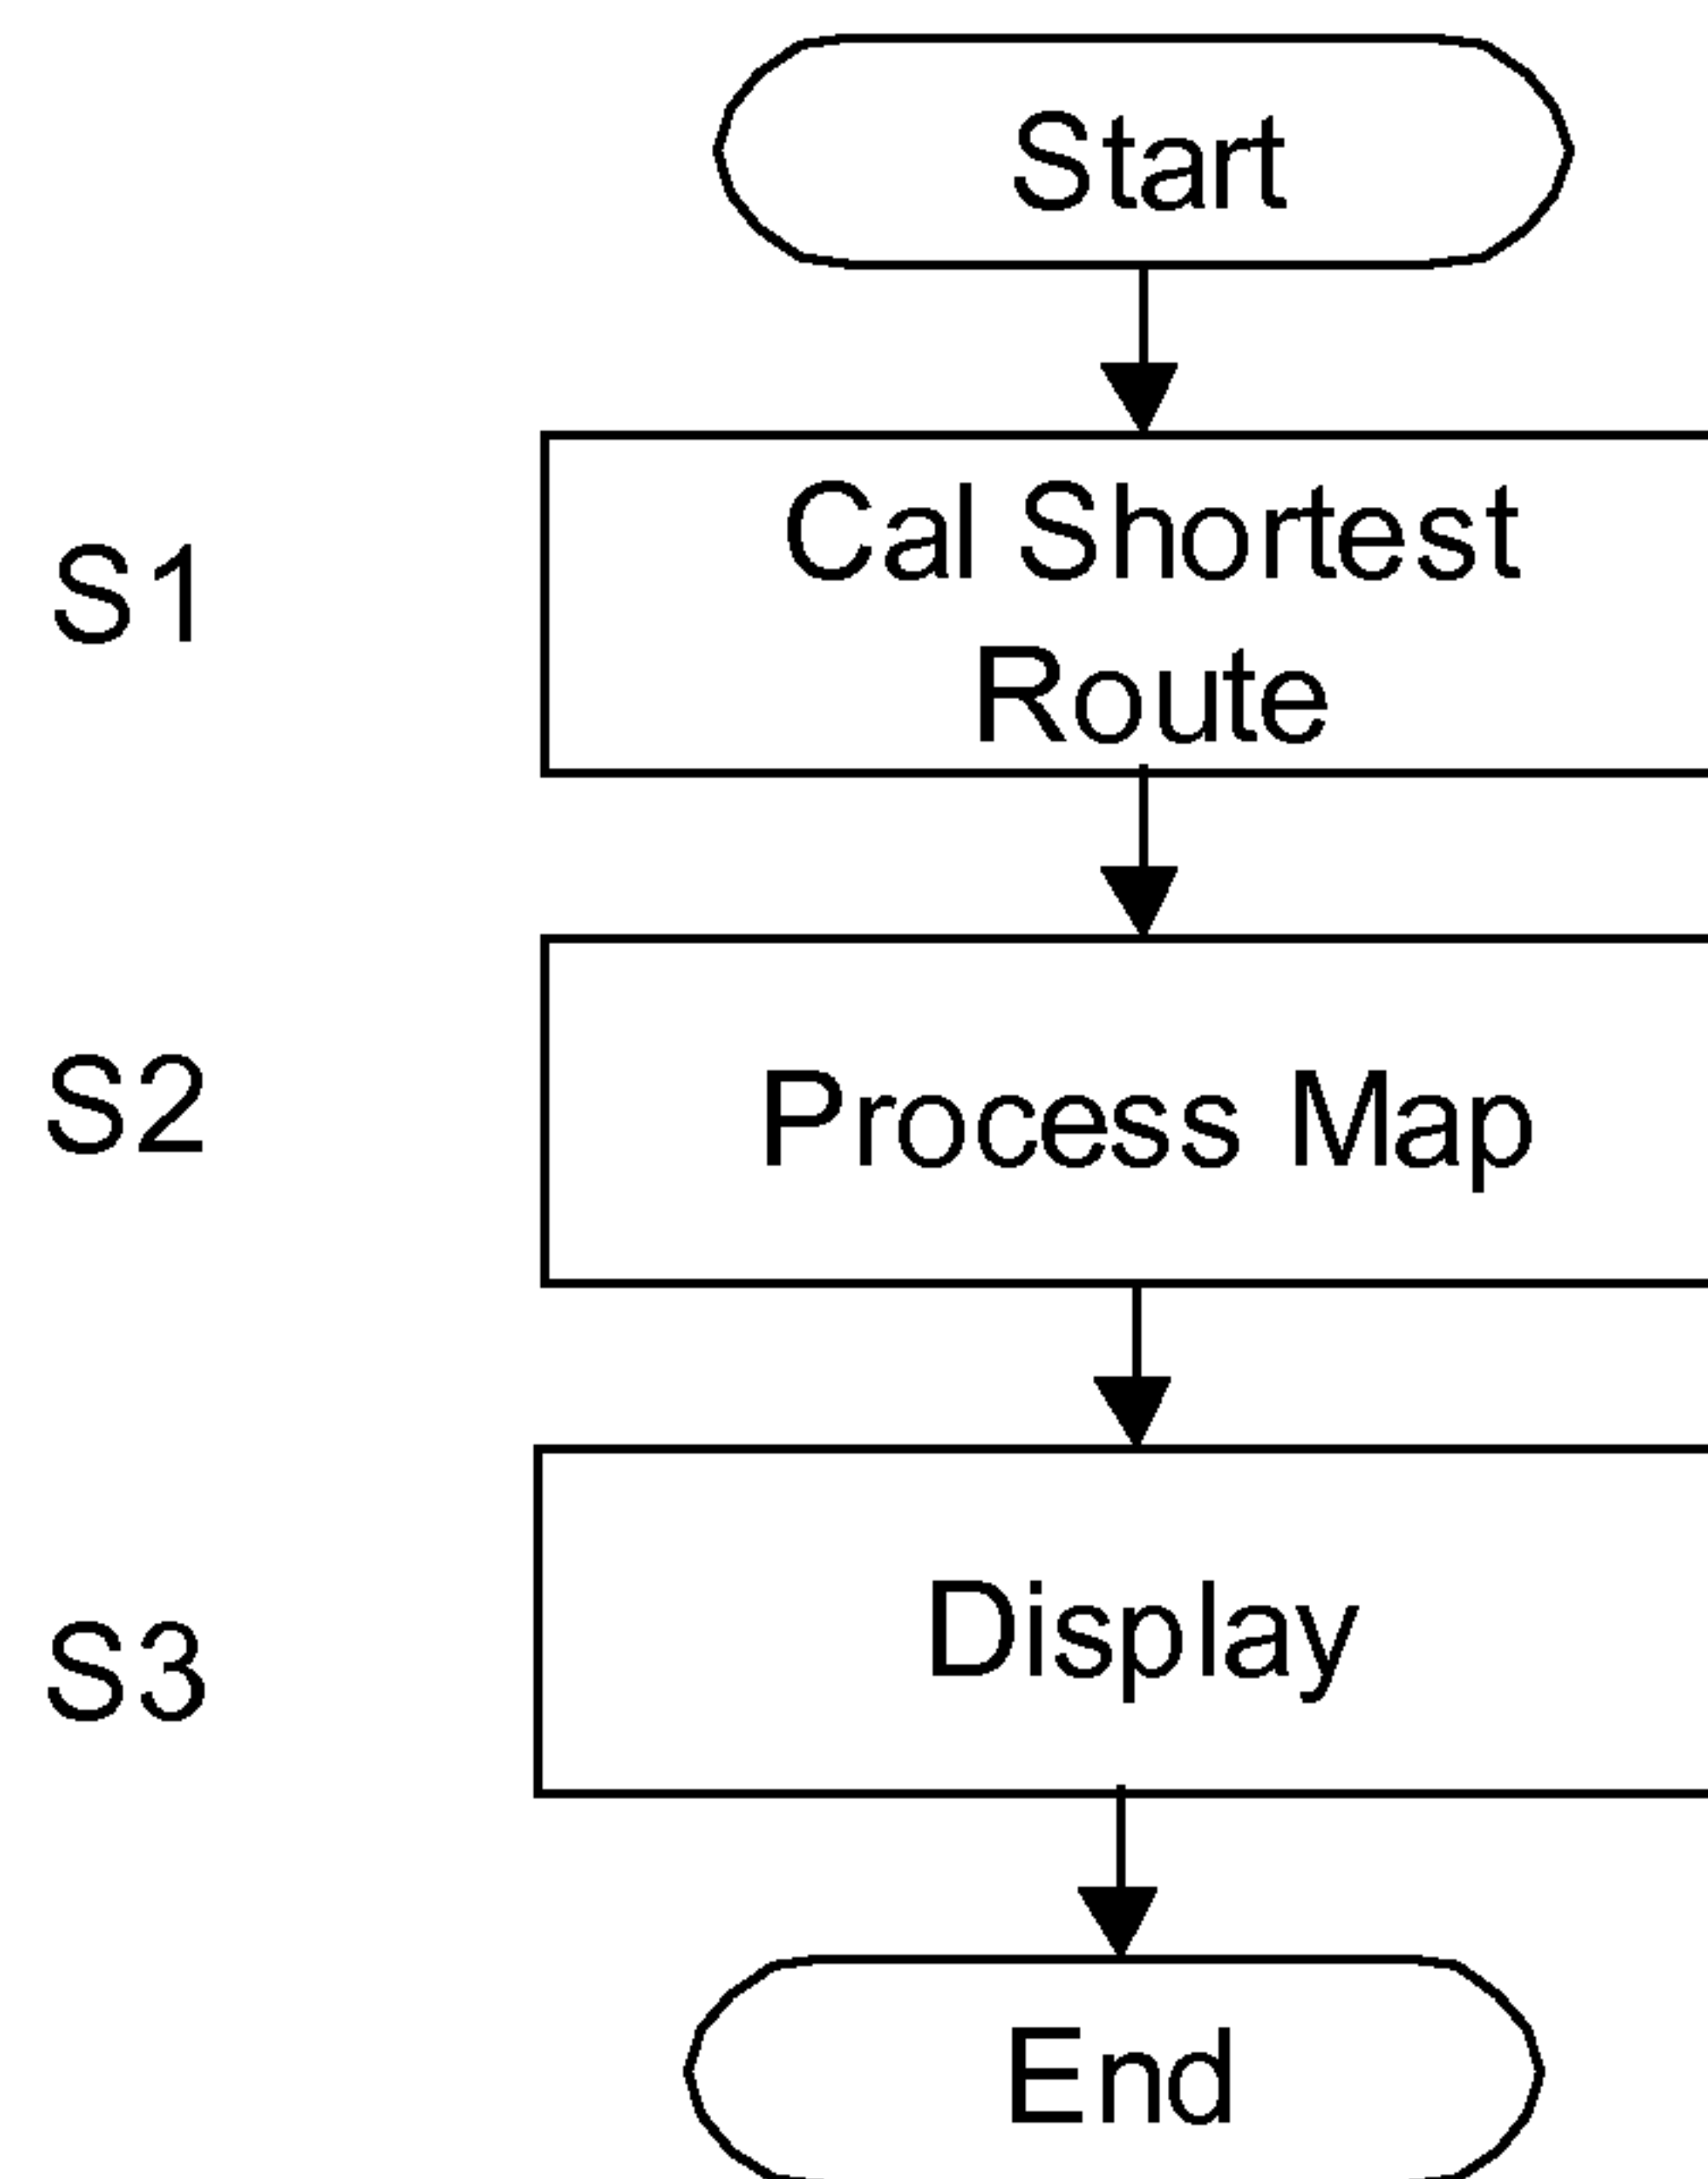 Start
S1
Cal Shortest
Route
S2
Process Map
S3
Display
End